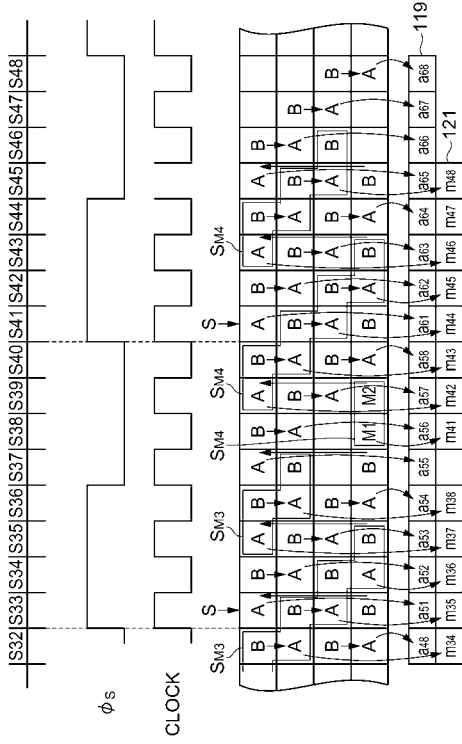 |S32|S33|S34|S35|S36|S37|S38|S39|S40|S41|S42|S43|S44|S45|S46|S47|S48|
φs
CLOCK
SM3 S SM3 SM4 SM4 S SM4
B A B A B A B A B A B A B A B
A B A B A B A B A B A B A B A B
B A B A B A B A B A B A B A B
A B A B A B M1 M2 A B A B A B A
a48 a51 a52 a53 a54 a55 a56 a57 a58 a61 a62 a63 a64 a65 a66 a67 a68 119
m34 m35 m36 m37 m38 m41 m42 m43 m44 m45 m46 m47 m48 121